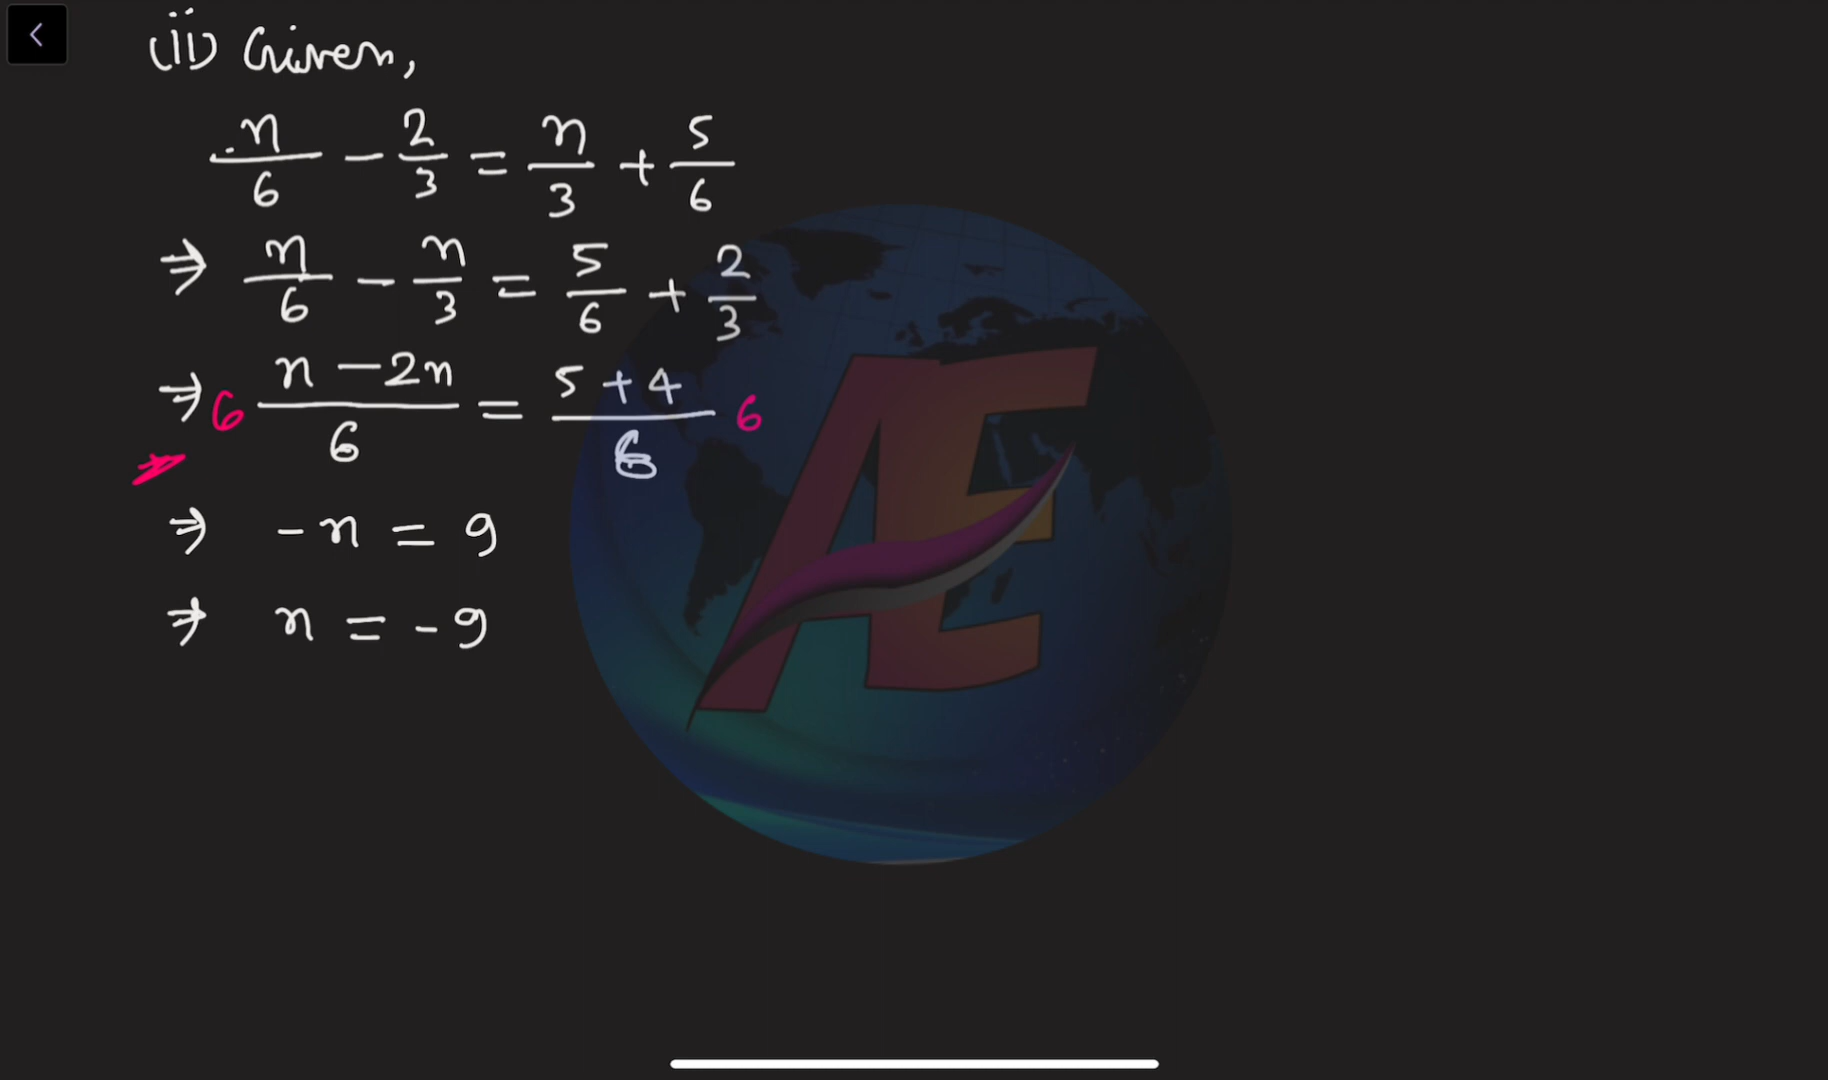 (ii) Given,
n/6 - 2/3 = n/3 + 5/6
⇒ n/6 - n/3 = 5/6 + 2/3
⇒ 6 (n - 2n)/6 = (5 + 4)/6 6
⇒ -n = 9
⇒ n = -9
AE